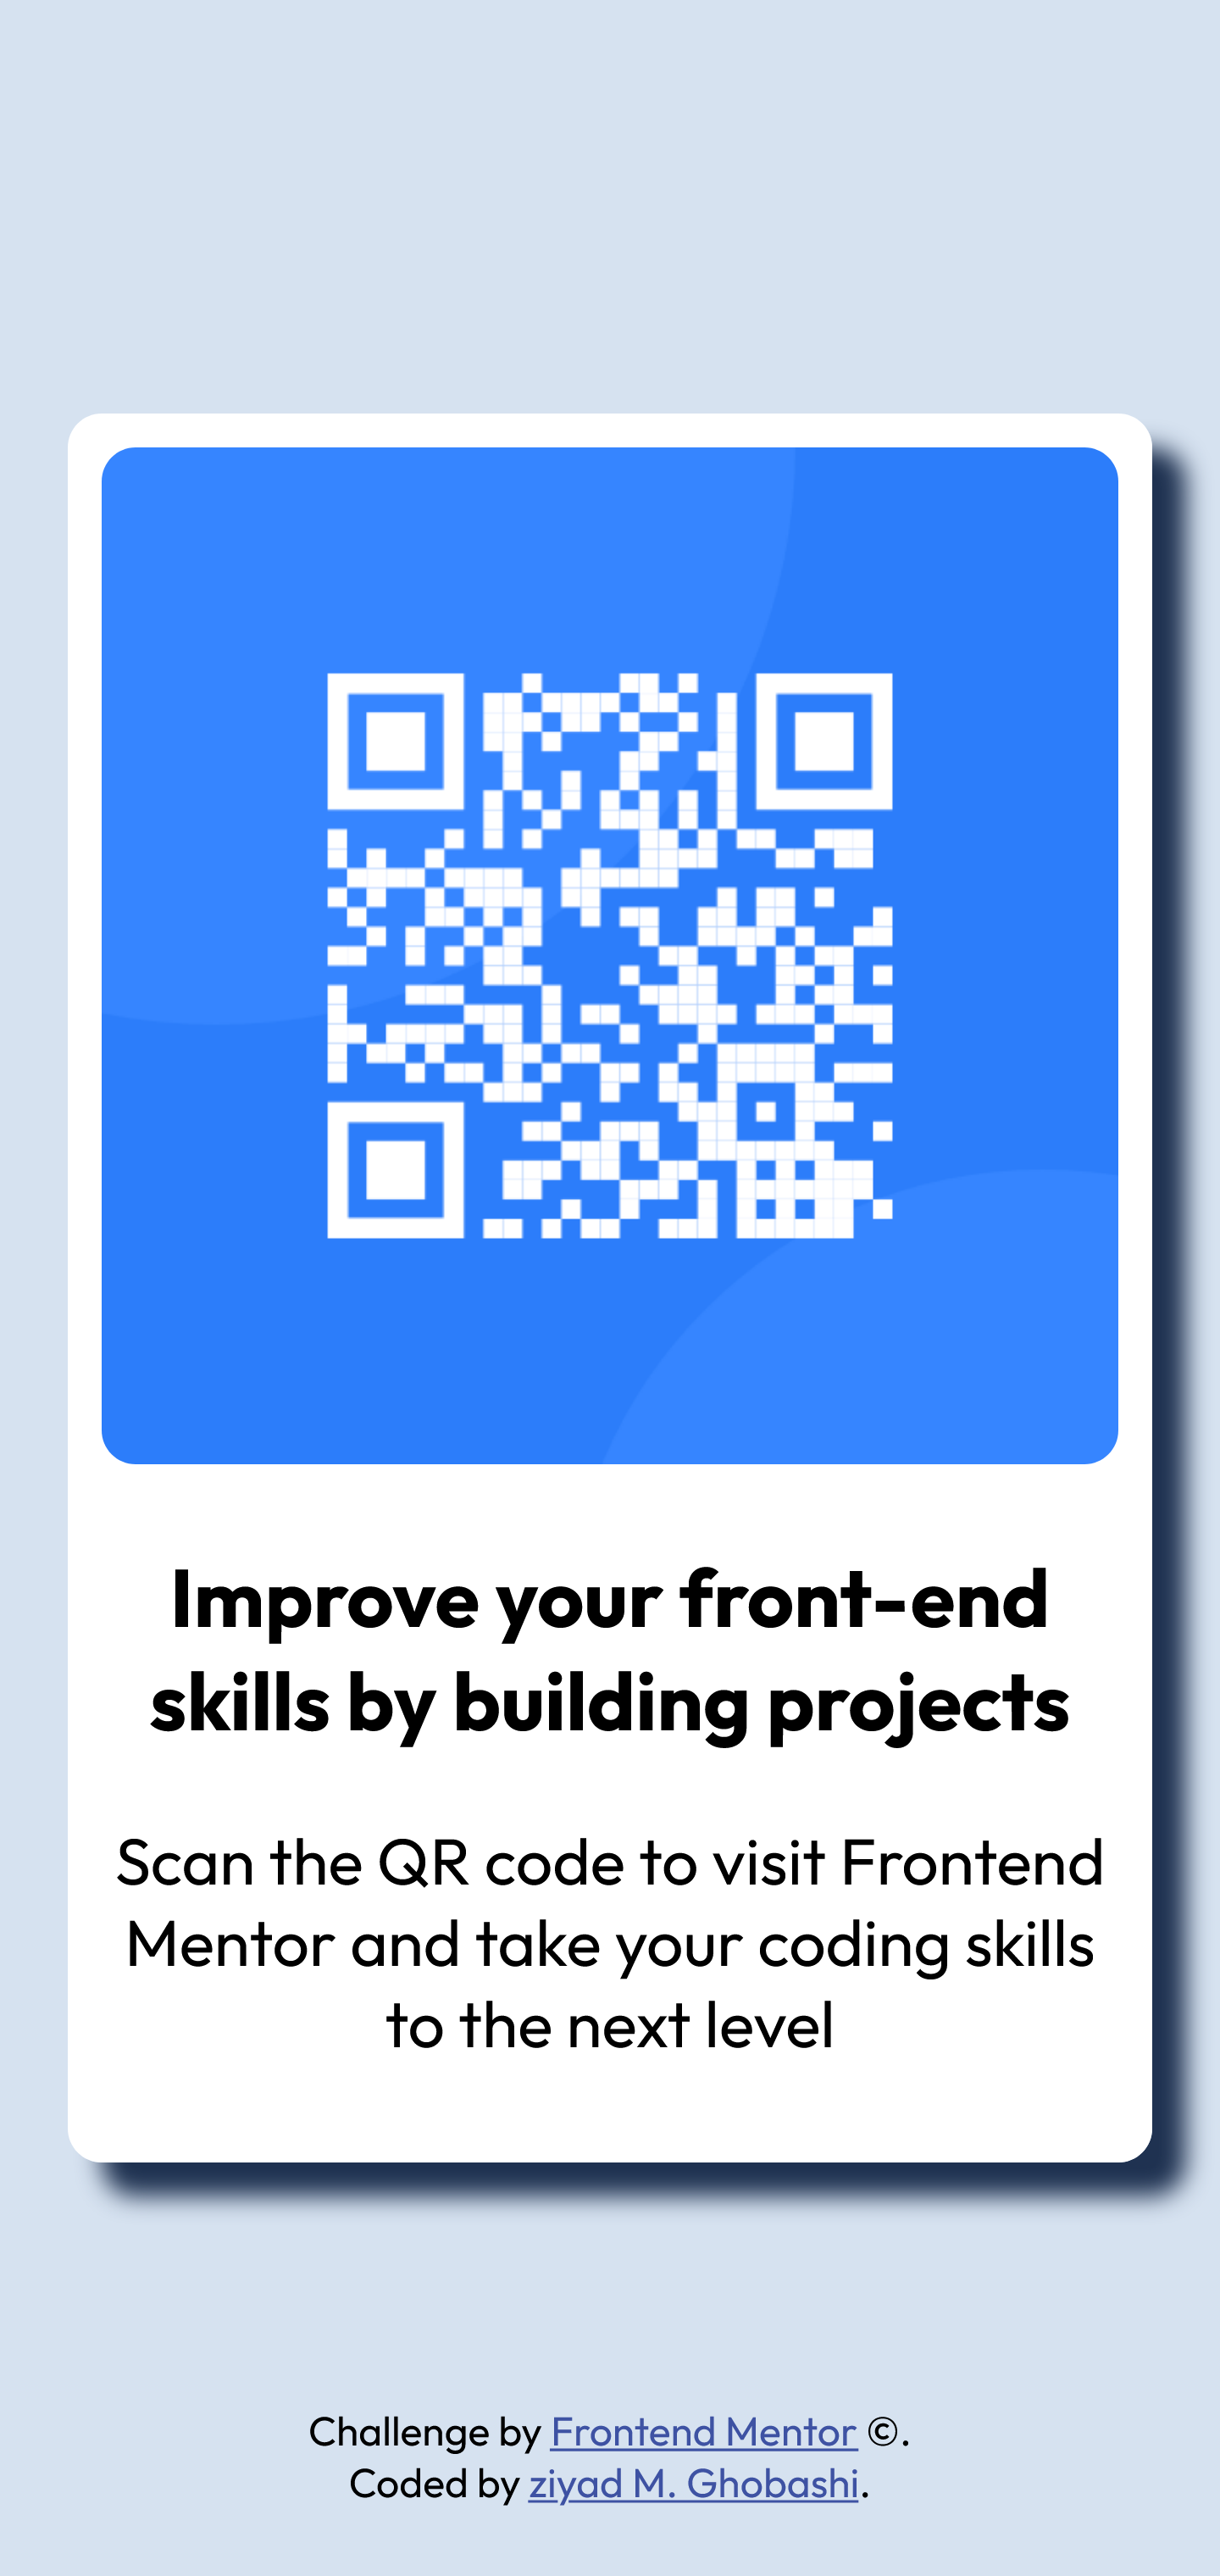 Improve your front-end
skills by building projects
Scan the QR code to visit Frontend
Mentor and take your coding skills
to the next level
Challenge by Frontend Mentor ©.
Coded by ziyad M. Ghobashi.